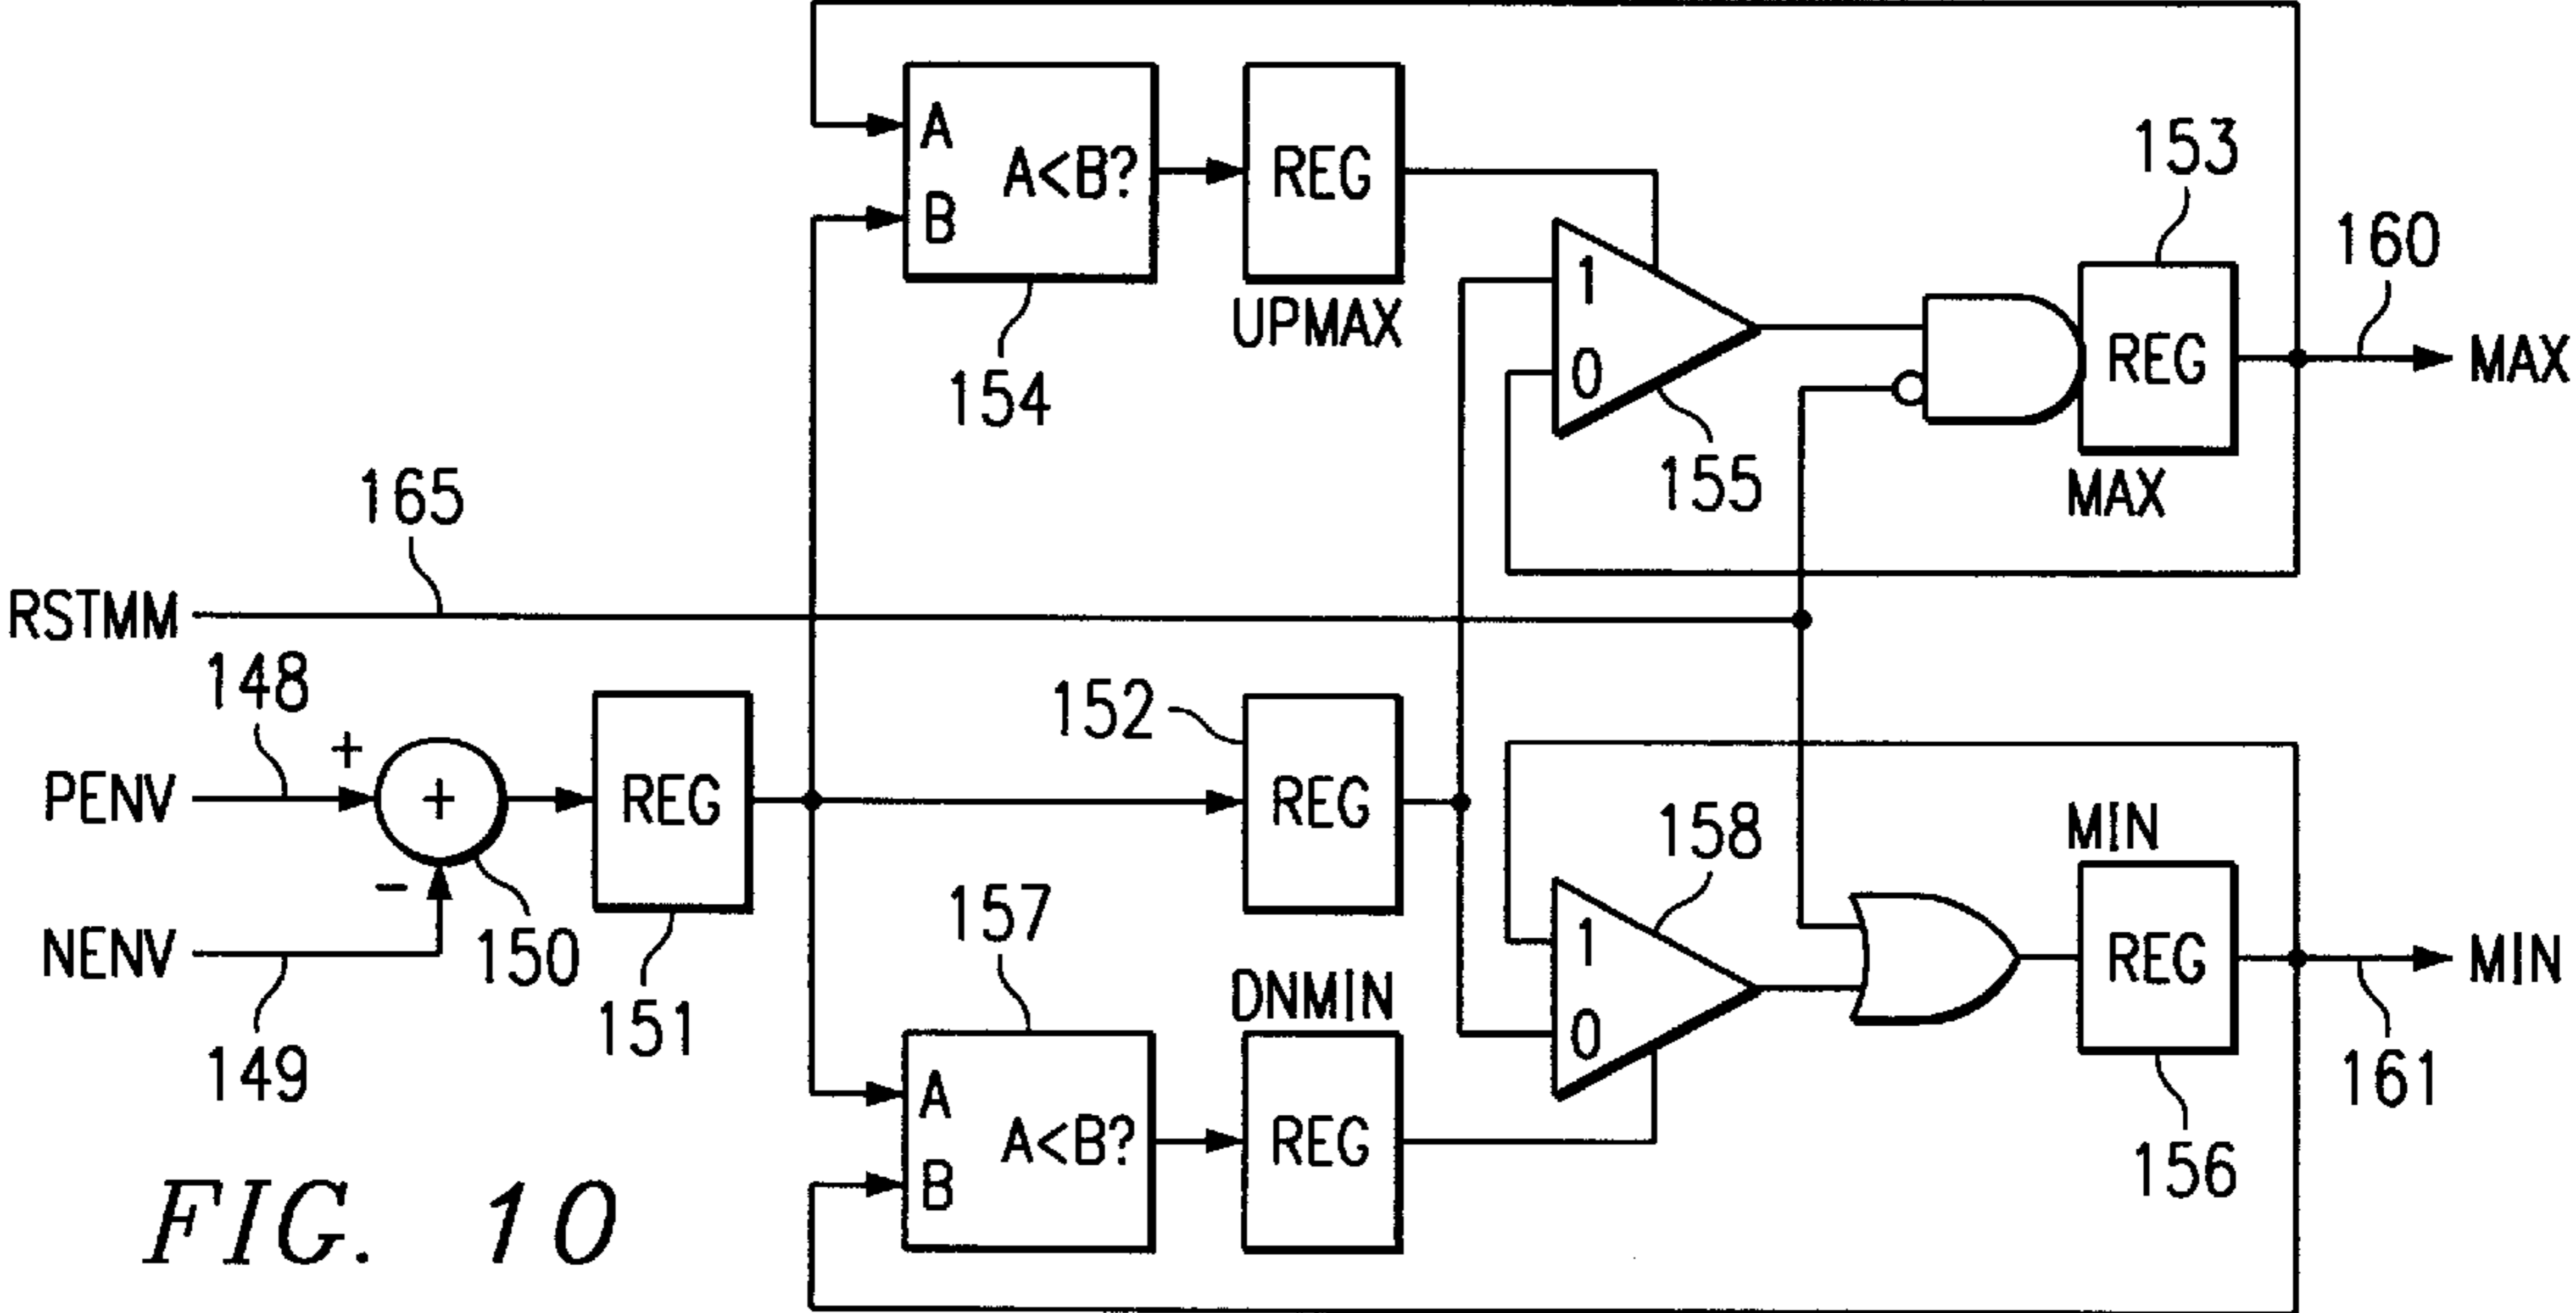 A
B
A<B?
154
REG
UPMAX
1
0
155
153
REG
MAX
160
MAX
165
RSTMM
148
PENV
+
+
-
150
NENV
149
REG
151
152
REG
157
A
B
A<B?
DNMIN
REG
158
1
0
MIN
REG
156
MIN
161
FIG. 10